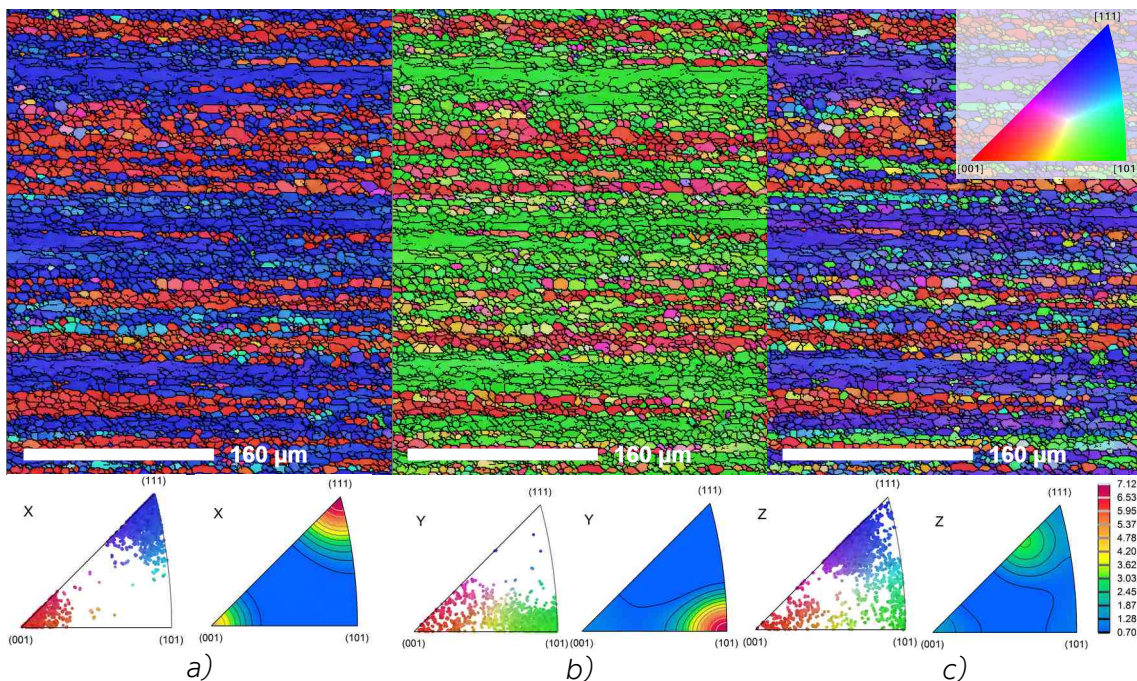 [111]
[001]
[101]
160 µm
160 µm
160 µm
X
(111)
(001)
(101)
X
(111)
(001)
(101)
Y
(111)
(001)
(101)
Y
(111)
(001)
(101)
Z
(111)
(001)
(101)
Z
(111)
(001)
(101)
7.12
6.53
5.95
5.37
4.78
4.20
3.62
3.03
2.45
1.87
1.28
0.70
a)
b)
c)